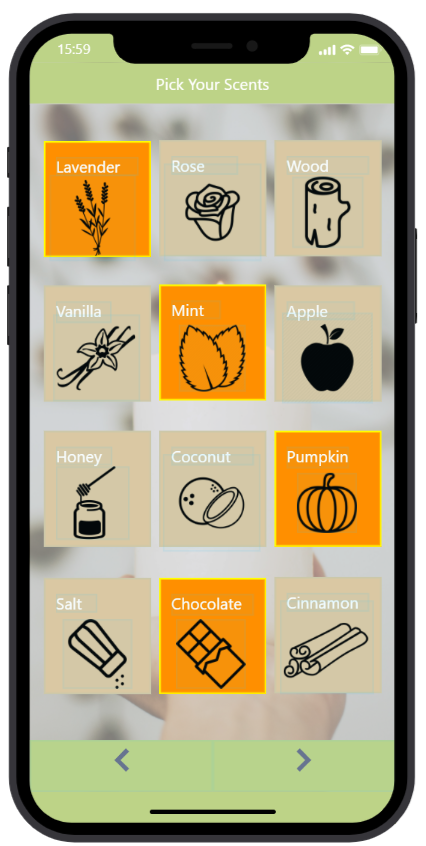 15:59
Pick Your Scents
Lavender
Rose
Wood
Vanilla
Mint
Apple
Honey
Coconut
Pumpkin
Salt
Chocolate
Cinnamon